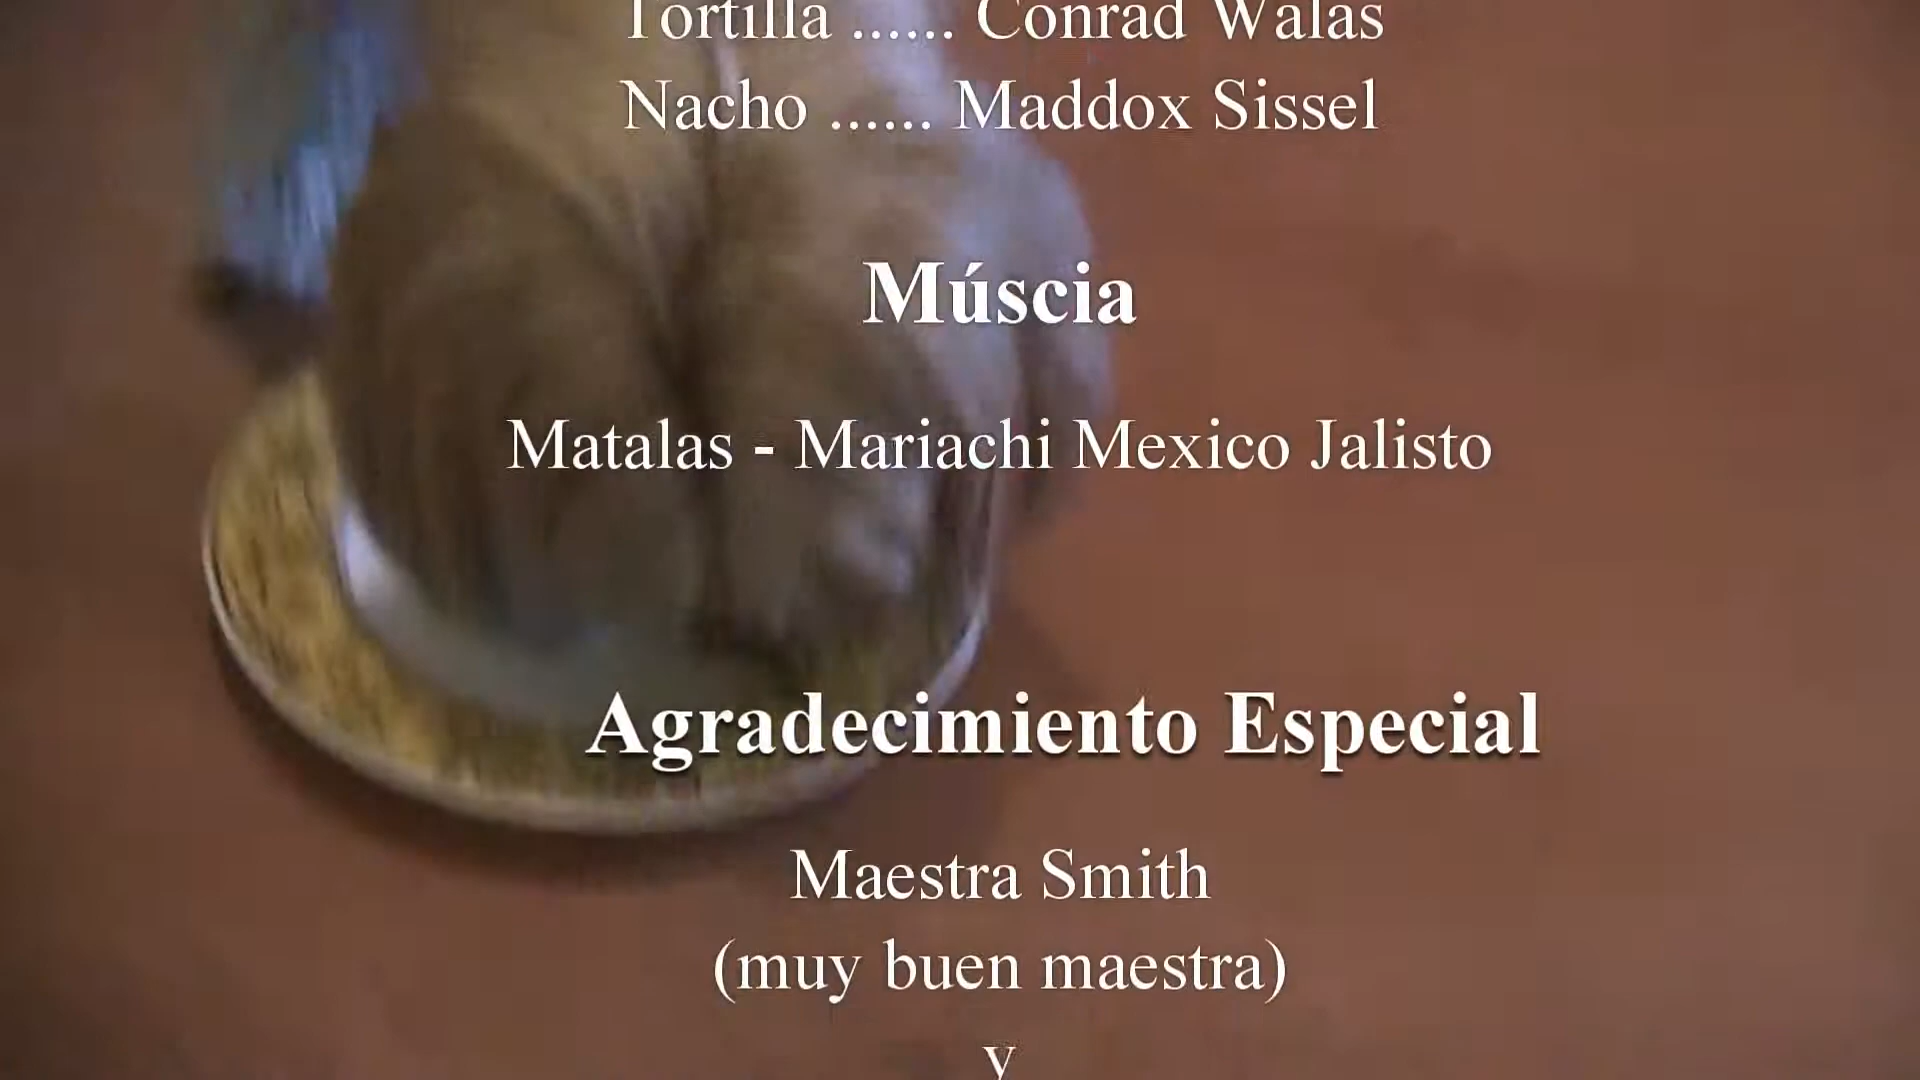 Tortilla ...... Conrad Walas
Nacho ...... Maddox Sissel
Múscia
Matalas - Mariachi Mexico Jalisto
Agradecimiento Especial
Maestra Smith
(muy buen maestra)
y